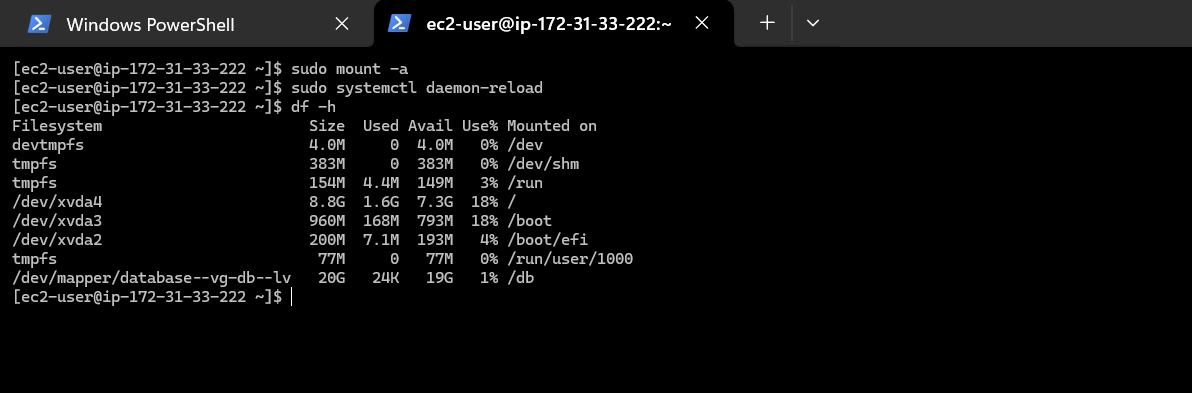 Windows PowerShell
ec2-user@ip-172-31-33-222:~
[ec2-user@ip-172-31-33-222 ~]$ sudo mount -a
[ec2-user@ip-172-31-33-222 ~]$ sudo systemctl daemon-reload
[ec2-user@ip-172-31-33-222 ~]$ df -h
Filesystem                       Size  Used Avail Use% Mounted on
devtmpfs                         4.0M     0  4.0M   0% /dev
tmpfs                            383M     0  383M   0% /dev/shm
tmpfs                            154M  4.4M  149M   3% /run
/dev/xvda4                       8.8G  1.6G  7.3G  18% /
/dev/xvda3                       960M  168M  793M  18% /boot
/dev/xvda2                       200M  7.1M  193M   4% /boot/efi
tmpfs                             77M     0   77M   0% /run/user/1000
/dev/mapper/database--vg-db--lv   20G   24K   19G   1% /db
[ec2-user@ip-172-31-33-222 ~]$